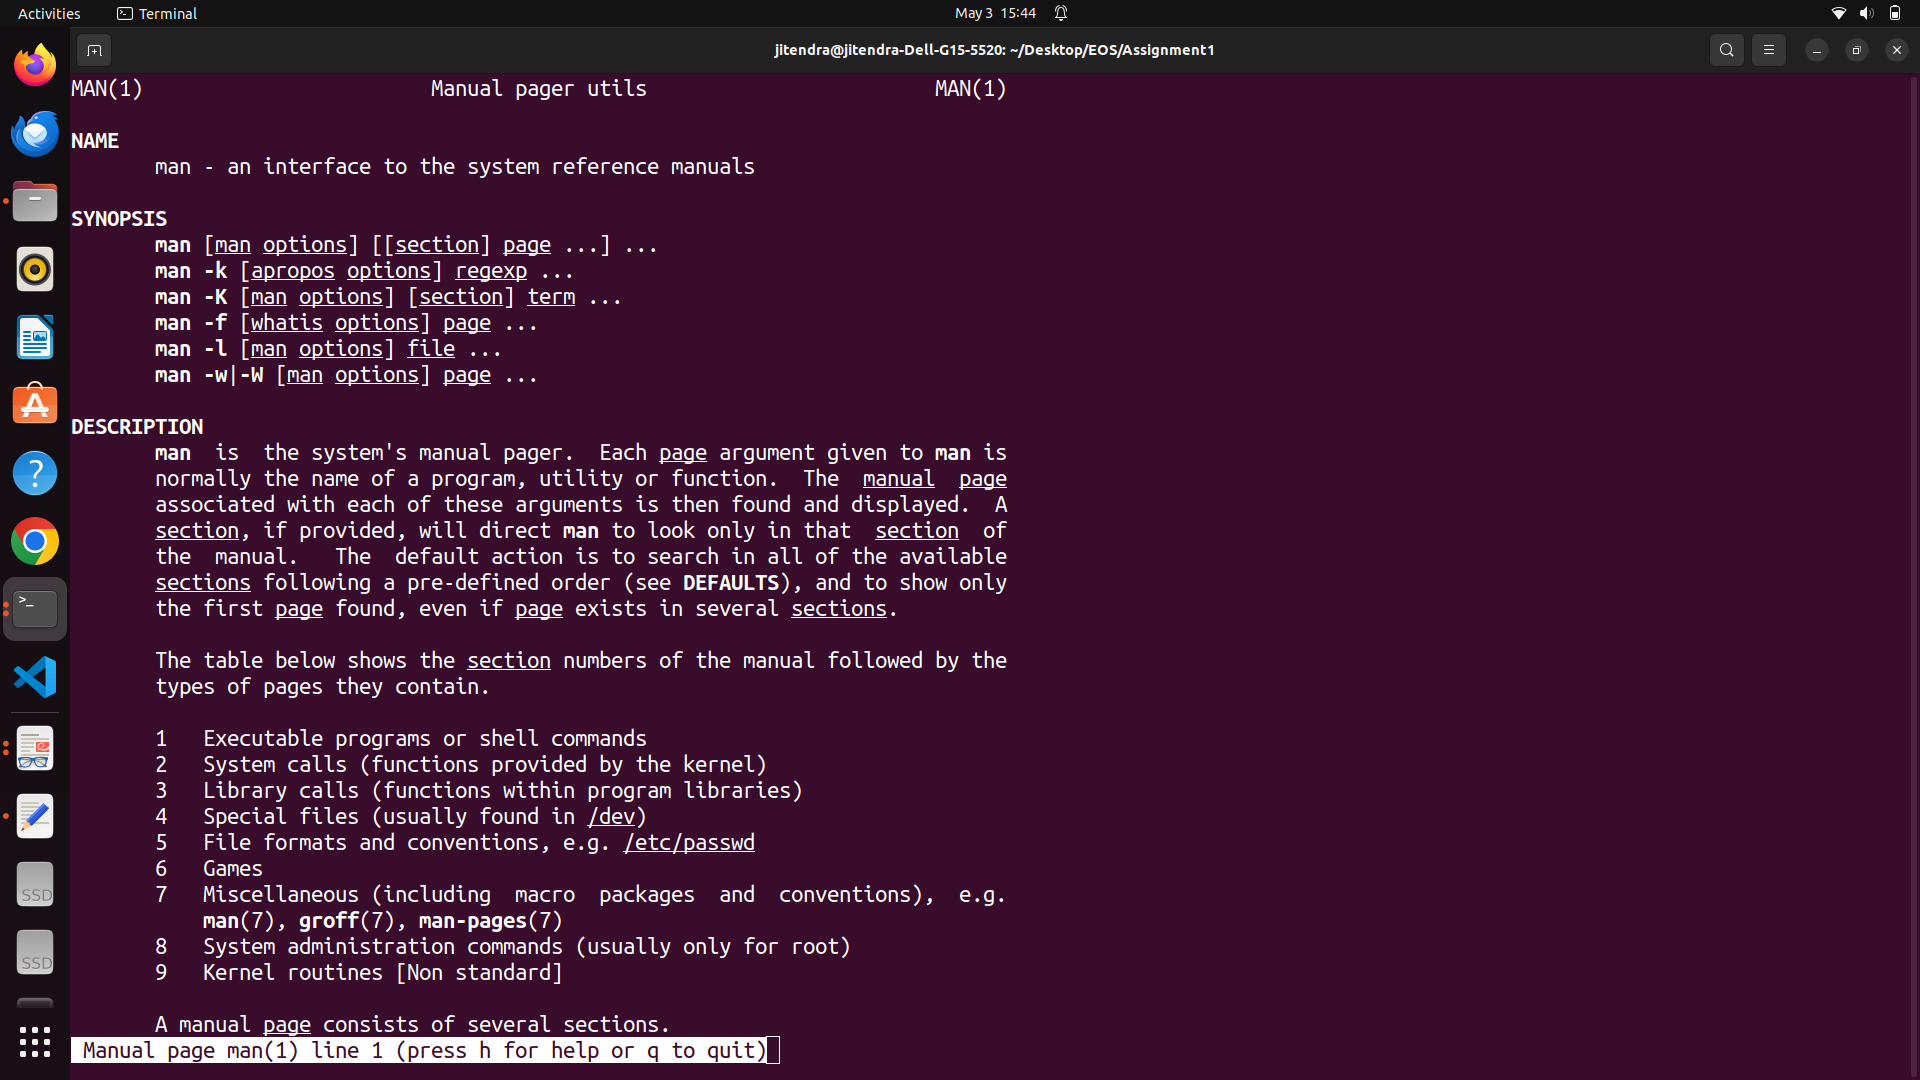 Activities Terminal May 3 15:44
jitendra@jitendra-Dell-G15-5520: ~/Desktop/EOS/Assignment1
MAN(1) Manual pager utils MAN(1)
NAME
man - an interface to the system reference manuals
SYNOPSIS
man [man options] [[section] page ...] ...
man -k [apropos options] regexp ...
man -K [man options] [section] term ...
man -f [whatis options] page ...
man -l [man options] file ...
man -w|-W [man options] page ...
DESCRIPTION
man is the system's manual pager. Each page argument given to man is
normally the name of a program, utility or function. The manual page
associated with each of these arguments is then found and displayed. A
section, if provided, will direct man to look only in that section of
the manual. The default action is to search in all of the available
sections following a pre-defined order (see DEFAULTS), and to show only
the first page found, even if page exists in several sections.
The table below shows the section numbers of the manual followed by the
types of pages they contain.
1 Executable programs or shell commands
2 System calls (functions provided by the kernel)
3 Library calls (functions within program libraries)
4 Special files (usually found in /dev)
5 File formats and conventions, e.g. /etc/passwd
6 Games
7 Miscellaneous (including macro packages and conventions), e.g.
man(7), groff(7), man-pages(7)
8 System administration commands (usually only for root)
9 Kernel routines [Non standard]
A manual page consists of several sections.
Manual page man(1) line 1 (press h for help or q to quit)
SSD
SSD